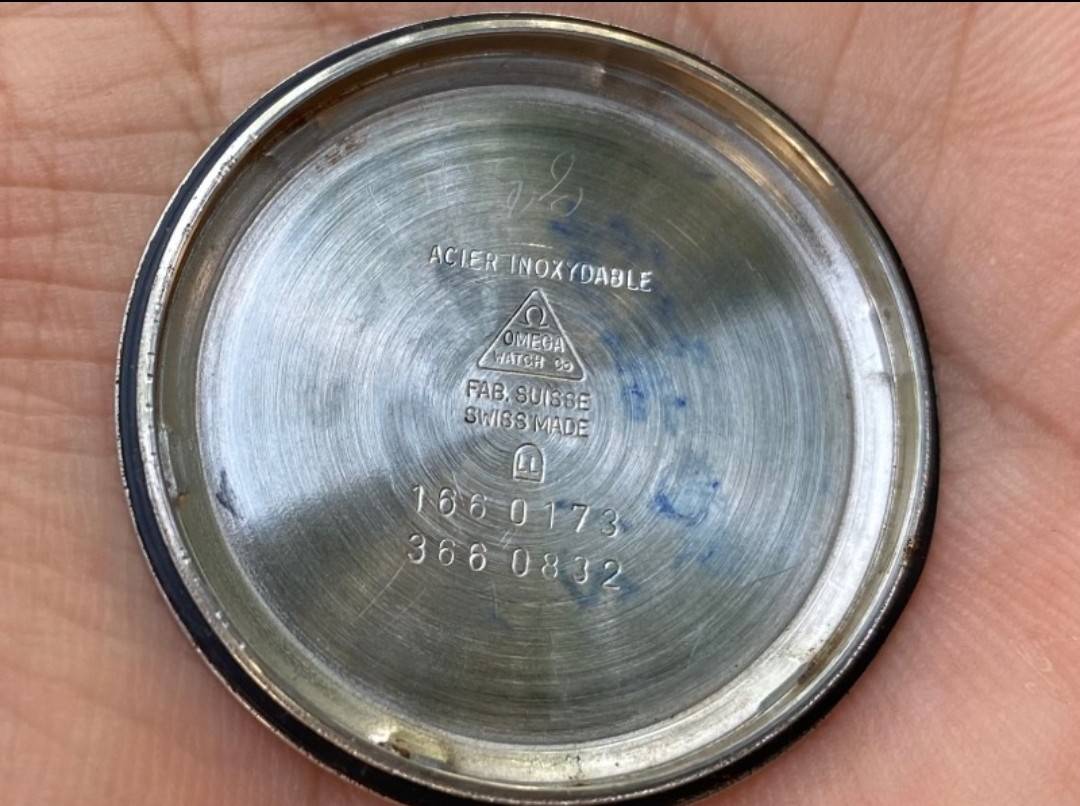 ACIER INOXYDABLE
Ω
OMEGA
WATCH Co
FAB. SUISSE
SWISS MADE
166 0173
366 0832